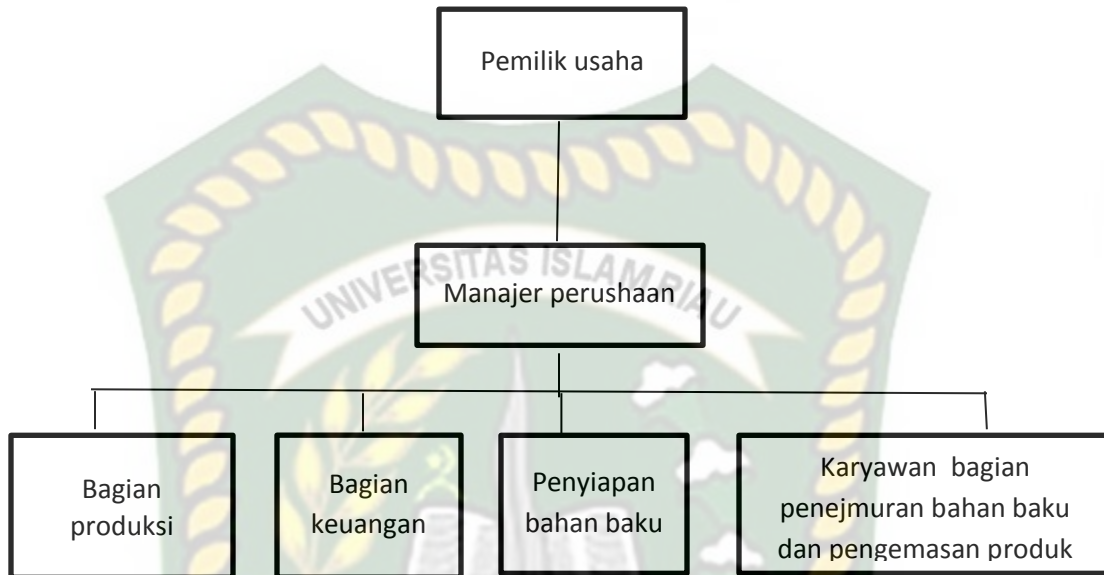 Pemilik usaha
UNIVERSITAS ISLAM RIAU
Manajer perushaan
Bagian
produksi
Bagian
keuangan
Penyiapan
bahan baku
Karyawan bagian
penejmuran bahan baku
dan pengemasan produk